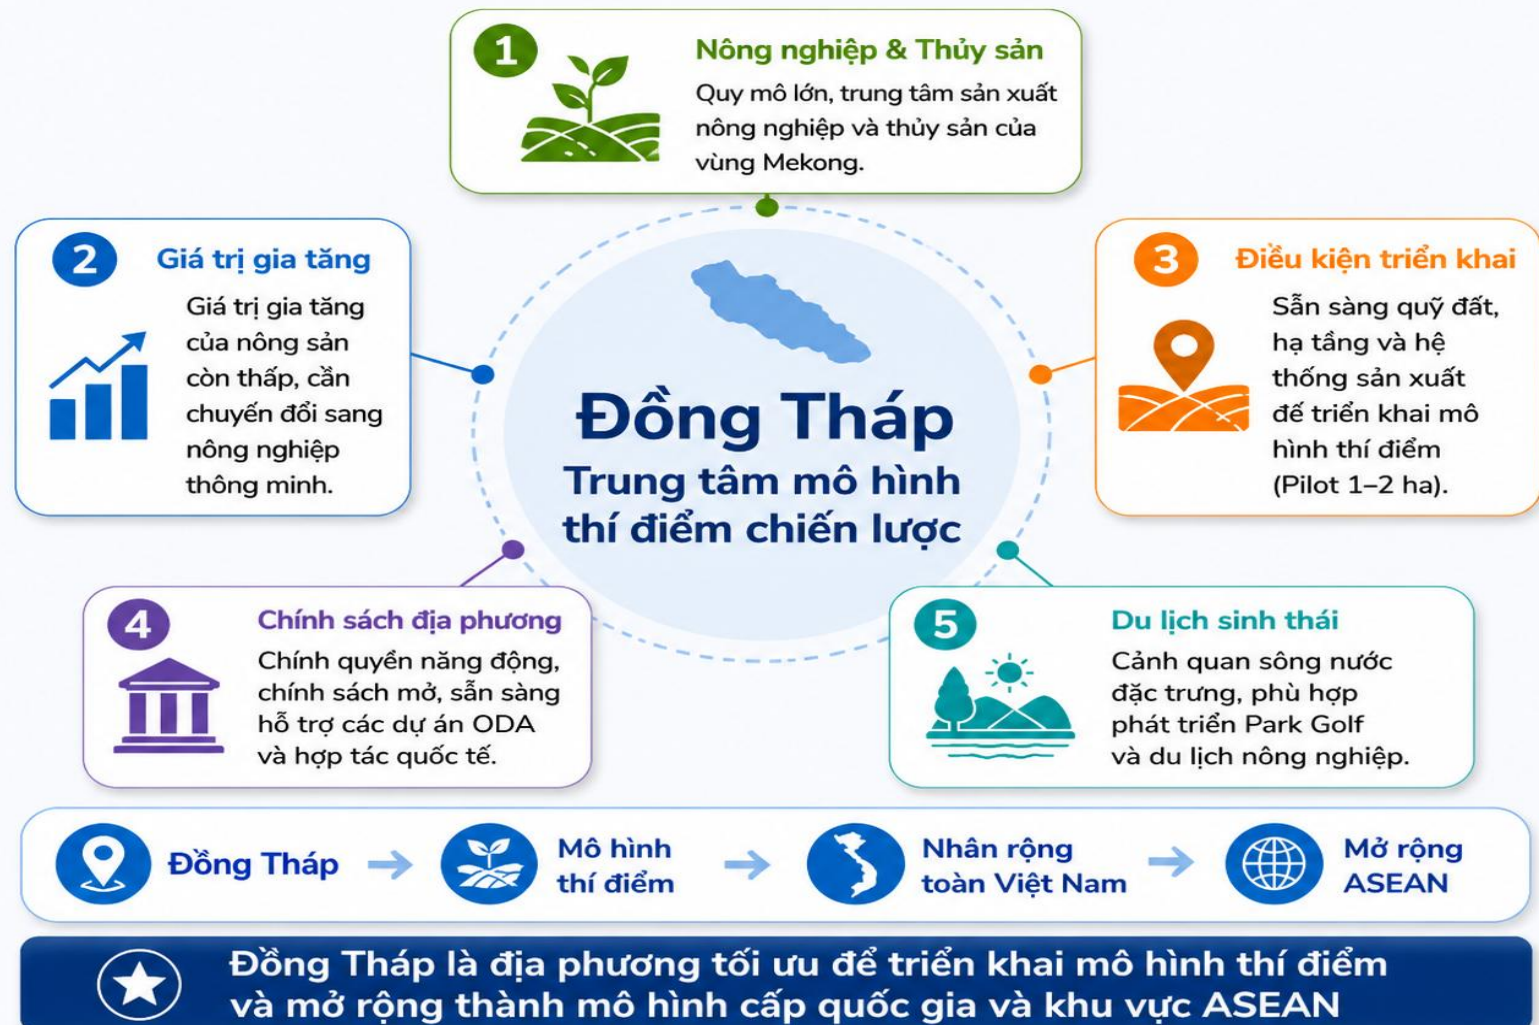 1
Nông nghiệp & Thủy sản
Quy mô lớn, trung tâm sản xuất
nông nghiệp và thủy sản của
vùng Mekong.
2
Giá trị gia tăng
Giá trị gia tăng
của nông sản
còn thấp, cần
chuyến đổi sang
nông nghiệp
thông minh.
3
Điều kiện triển khai
Sẵn sàng quỹ đất,
hạ tầng và hệ
thống sản xuất
đế triển khai mô
hình thí điểm
(Pilot 1–2 ha).
Đồng Tháp
Trung tâm mô hình
thí điểm chiến lược
4
Chính sách địa phương
Chính quyền năng động,
chính sách mở, sẵn sàng
hỗ trợ các dự án ODA
và hợp tác quốc tế.
5
Du lịch sinh thái
Cảnh quan sông nước
đặc trưng, phù hợp
phát triển Park Golf
và du lịch nông nghiệp.
Đồng Tháp
Mô hình
thí điểm
Nhân rộng
toàn Việt Nam
Mở rộng
ASEAN
Đồng Tháp là địa phương tối ưu để triển khai mô hình thí điểm
và mở rộng thành mô hình cấp quốc gia và khu vực ASEAN